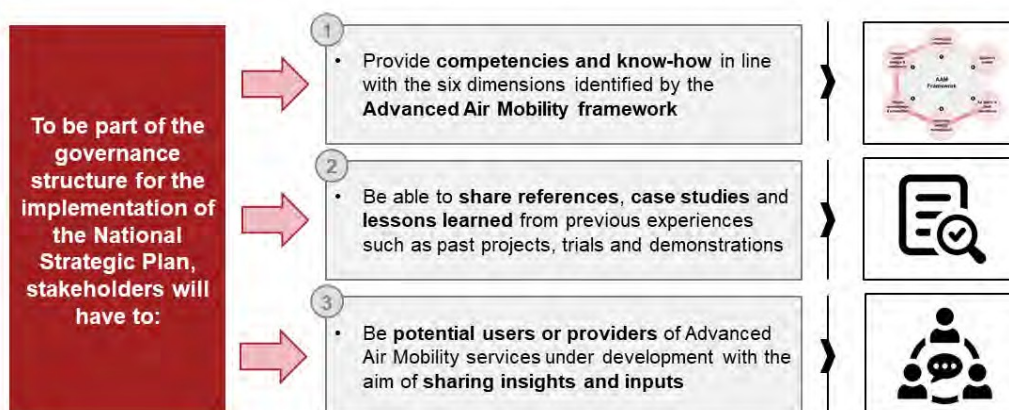 To be part of the
governance
structure for the
implementation of
the National
Strategic Plan,
stakeholders will
have to:
1
• Provide competencies and know-how in line
with the six dimensions identified by the
Advanced Air Mobility framework
AAM
Framework
2
• Be able to share references, case studies and
lessons learned from previous experiences
such as past projects, trials and demonstrations
3
• Be potential users or providers of Advanced
Air Mobility services under development with the
aim of sharing insights and inputs